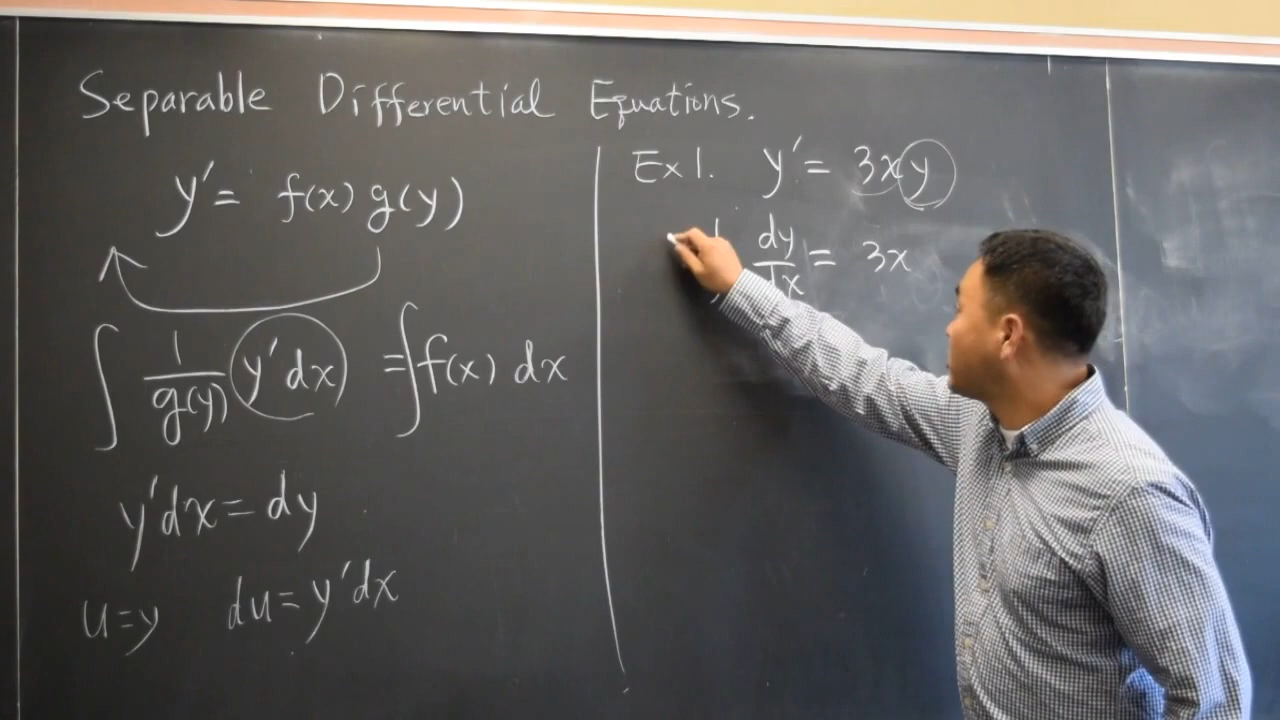 Separable Differential Equations.
y' = f(x) g(y)
∫ 1/g(y) y'dx = ∫ f(x) dx
y'dx = dy
u = y du = y'dx
Ex 1. y' = 3xy
dy/dx = 3x